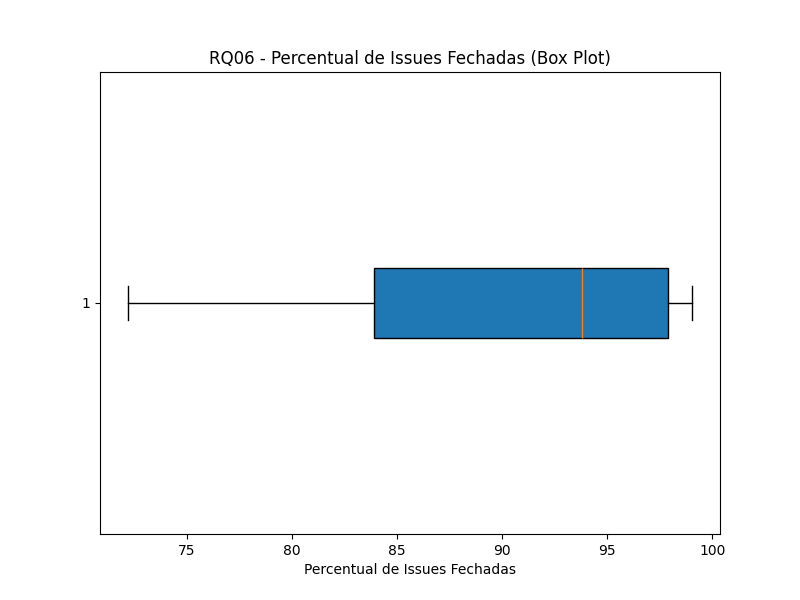 RQ06 - Percentual de Issues Fechadas (Box Plot)
1
75 80 85 90 95 100
Percentual de Issues Fechadas